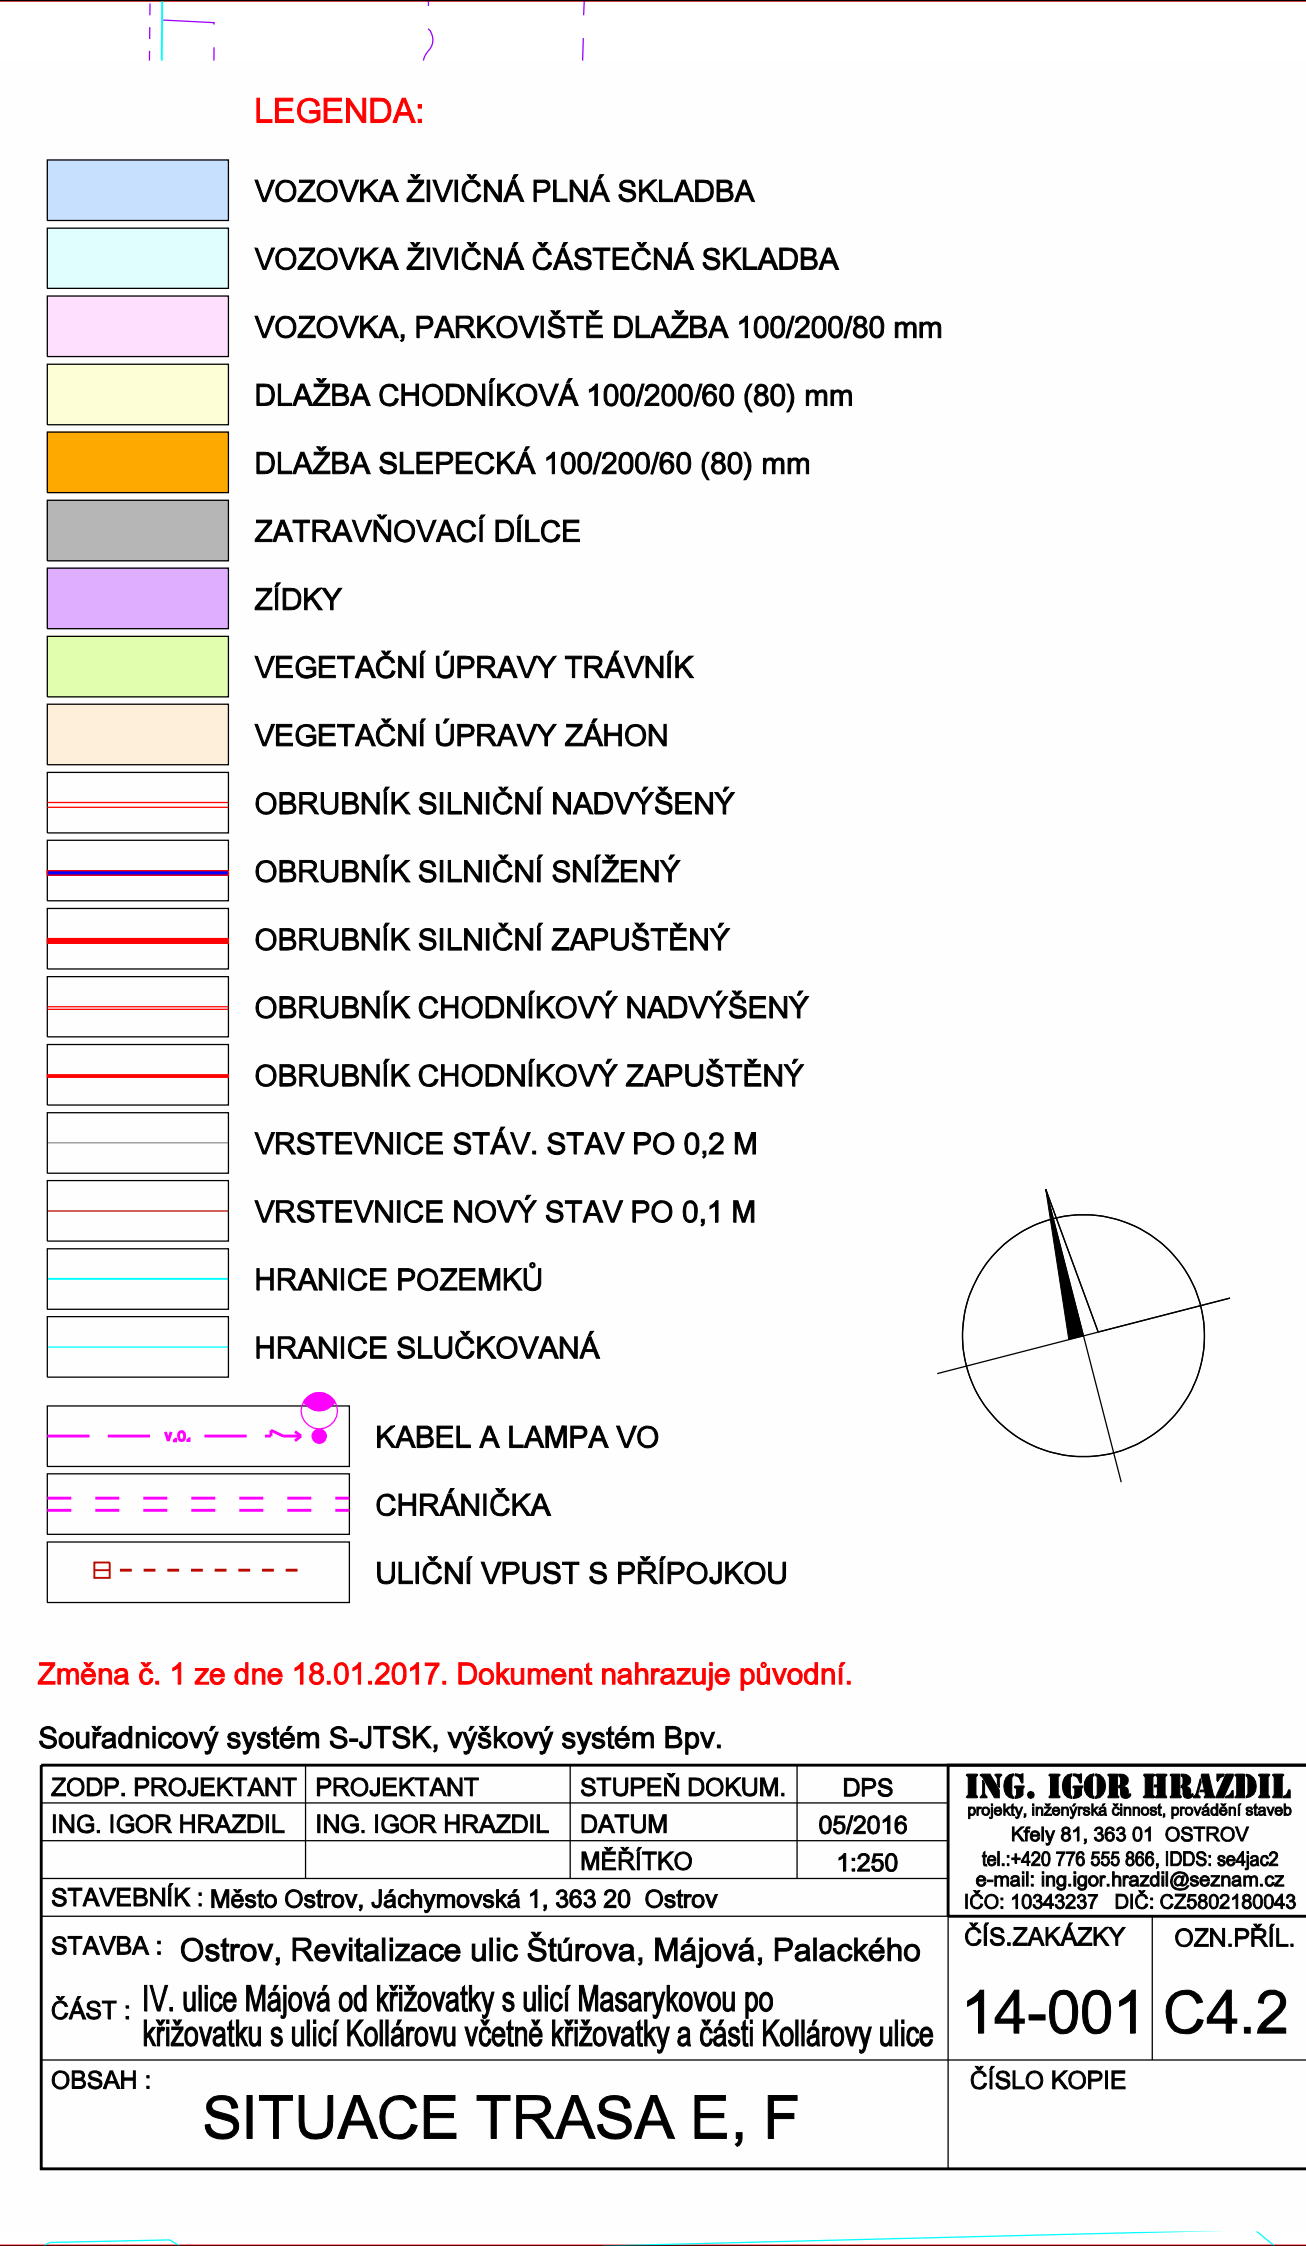 LEGENDA:
VOZOVKA ŽIVIČNÁ PLNÁ SKLADBA
VOZOVKA ŽIVIČNÁ ČÁSTEČNÁ SKLADBA
VOZOVKA, PARKOVIŠTĚ DLAŽBA 100/200/80 mm
DLAŽBA CHODNÍKOVÁ 100/200/60 (80) mm
DLAŽBA SLEPECKÁ 100/200/60 (80) mm
ZATRAVŇOVACÍ DÍLCE
ZÍDKY
VEGETAČNÍ ÚPRAVY TRÁVNÍK
VEGETAČNÍ ÚPRAVY ZÁHON
OBRUBNÍK SILNIČNÍ NADVÝŠENÝ
OBRUBNÍK SILNIČNÍ SNÍŽENÝ
OBRUBNÍK SILNIČNÍ ZAPUŠTĚNÝ
OBRUBNÍK CHODNÍKOVÝ NADVÝŠENÝ
OBRUBNÍK CHODNÍKOVÝ ZAPUŠTĚNÝ
VRSTEVNICE STÁV. STAV PO 0,2 M
VRSTEVNICE NOVÝ STAV PO 0,1 M
HRANICE POZEMKŮ
HRANICE SLUČKOVANÁ
v.o. KABEL A LAMPA VO
CHRÁNIČKA
ULIČNÍ VPUST S PŘÍPOJKOU
Změna č. 1 ze dne 18.01.2017. Dokument nahrazuje původní.
Souřadnicový systém S-JTSK, výškový systém Bpv.
ZODP. PROJEKTANT PROJEKTANT STUPEŇ DOKUM. DPS
ING. IGOR HRAZDIL ING. IGOR HRAZDIL DATUM 05/2016
MĚŘÍTKO 1:250
STAVEBNÍK : Město Ostrov, Jáchymovská 1, 363 20 Ostrov
ING. IGOR HRAZDIL
projekty, inženýrská činnost, provádění staveb
Kfely 81, 363 01 OSTROV
tel.:+420 776 555 866, IDDS: se4jac2
e-mail: ing.igor.hrazdil@seznam.cz
IČO: 10343237 DIČ: CZ5802180043
STAVBA : Ostrov, Revitalizace ulic Štúrova, Májová, Palackého
ČÁST : IV. ulice Májová od křižovatky s ulicí Masarykovou po
křižovatku s ulicí Kollárovu včetně křižovatky a části Kollárovy ulice
ČÍS.ZAKÁZKY OZN.PŘÍL.
14-001 C4.2
OBSAH :
SITUACE TRASA E, F
ČÍSLO KOPIE